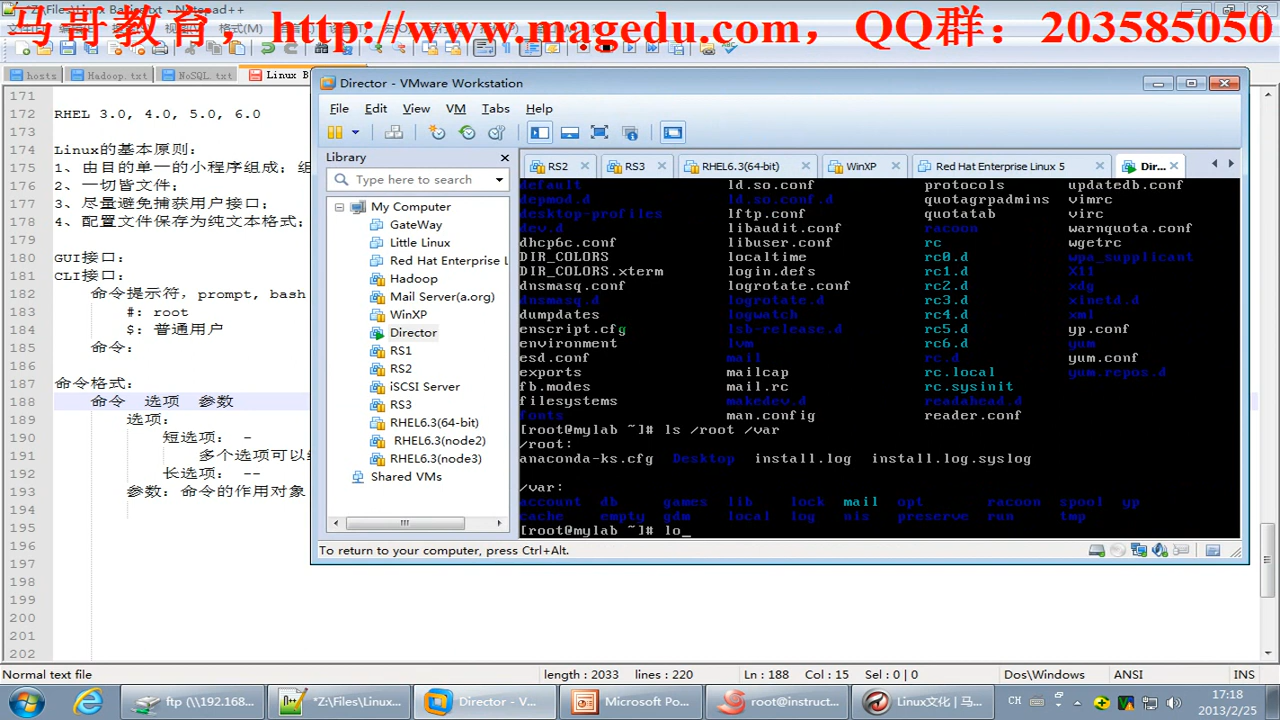 马哥教育，http://www.magedu.com，QQ群：203585050
hosts
Hadoop.txt
NoSQL.txt
Linux B
171
172 RHEL 3.0, 4.0, 5.0, 6.0
173
174 Linux的基本原则：
175 1、由目的单一的小程序组成；组
176 2、一切皆文件；
177 3、尽量避免捕获用户接口；
178 4、配置文件保存为纯文本格式；
179
180 GUI接口：
181 CLI接口：
182 命令提示符，prompt, bash
183 #: root
184 $: 普通用户
185 命令：
186
187 命令格式：
188 命令 选项 参数
189 选项：
190 短选项： -
191 多个选项可以
192 长选项： --
193 参数：命令的作用对象
194
195
196
197
198
199
200
201
202
Director - VMware Workstation
File Edit View VM Tabs Help
Library
Type here to search
My Computer
GateWay
Little Linux
Red Hat Enterprise L
Hadoop
Mail Server(a.org)
WinXP
Director
RS1
RS2
iSCSI Server
RS3
RHEL6.3(64-bit)
RHEL6.3(node2)
RHEL6.3(node3)
Shared VMs
RS2 RS3 RHEL6.3(64-bit) WinXP Red Hat Enterprise Linux 5 Dir...
default ld.so.conf protocols updatedb.conf
depmod.d ld.so.conf.d quotagrpadmins vimrc
desktop-profiles lftp.conf quotatab virc
dev.d libaudit.conf racoon warnquota.conf
dhcp6c.conf libuser.conf rc wgetrc
DIR_COLORS localtime rc0.d wpa_supplicant
DIR_COLORS.xterm login.defs rc1.d X11
dnsmasq.conf logrotate.conf rc2.d xdg
dnsmasq.d logrotate.d rc3.d xinetd.d
dumpdates logwatch rc4.d xml
enscript.cfg lsb-release.d rc5.d yp.conf
environment lvm rc6.d yum
esd.conf mail rc.d yum.conf
exports mailcap rc.local yum.repos.d
fb.modes mail.rc rc.sysinit
filesystems makedev.d readahead.d
fonts man.config reader.conf
[root@mylab ~]# ls /root /var
/root:
anaconda-ks.cfg Desktop install.log install.log.syslog
/var:
account db games lib lock mail opt racoon spool yp
cache empty gdm local log nis preserve run tmp
[root@mylab ~]# lo_
To return to your computer, press Ctrl+Alt.
Normal text file length : 2033 lines : 220 Ln : 188 Col : 15 Sel : 0 | 0 Dos\Windows ANSI INS
ftp (\\192.168... *Z:\Files\Linux... Director - V... Microsoft Po... root@instruct... Linux文化 | 马... CH 17:18
2013/2/25